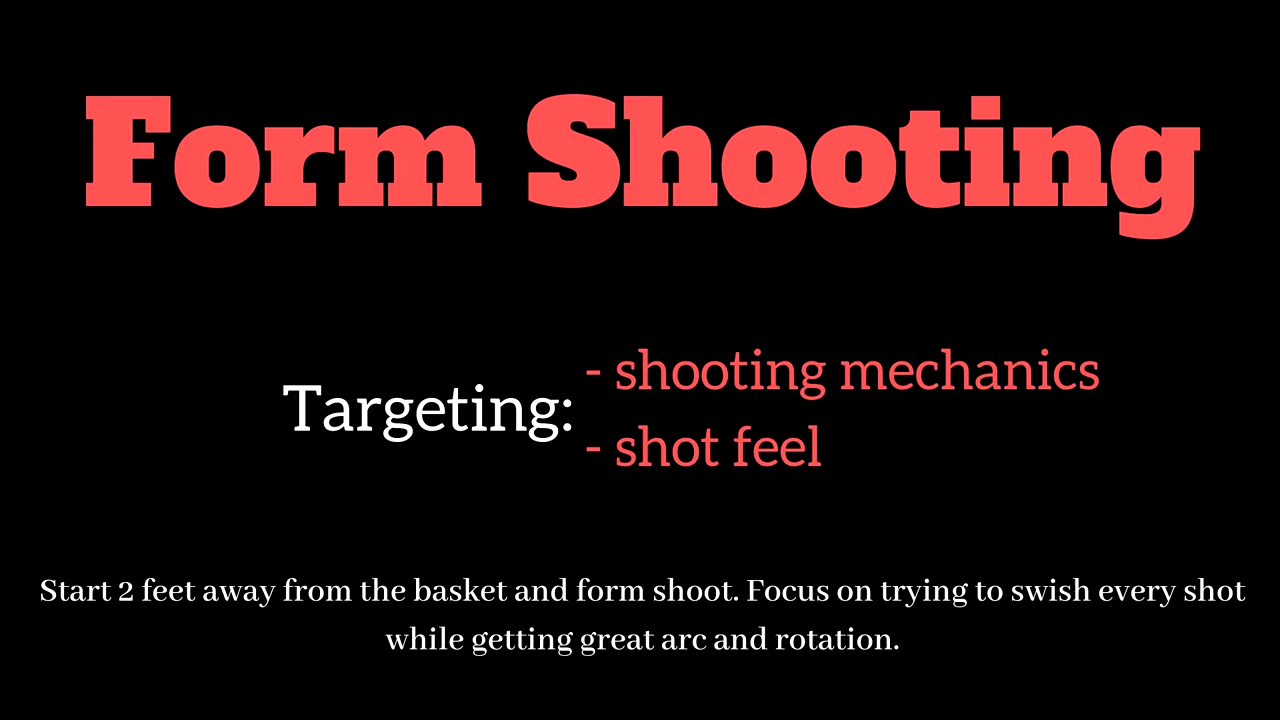 Form Shooting
Targeting:
- shooting mechanics
- shot feel
Start 2 feet away from the basket and form shoot. Focus on trying to swish every shot
while getting great arc and rotation.